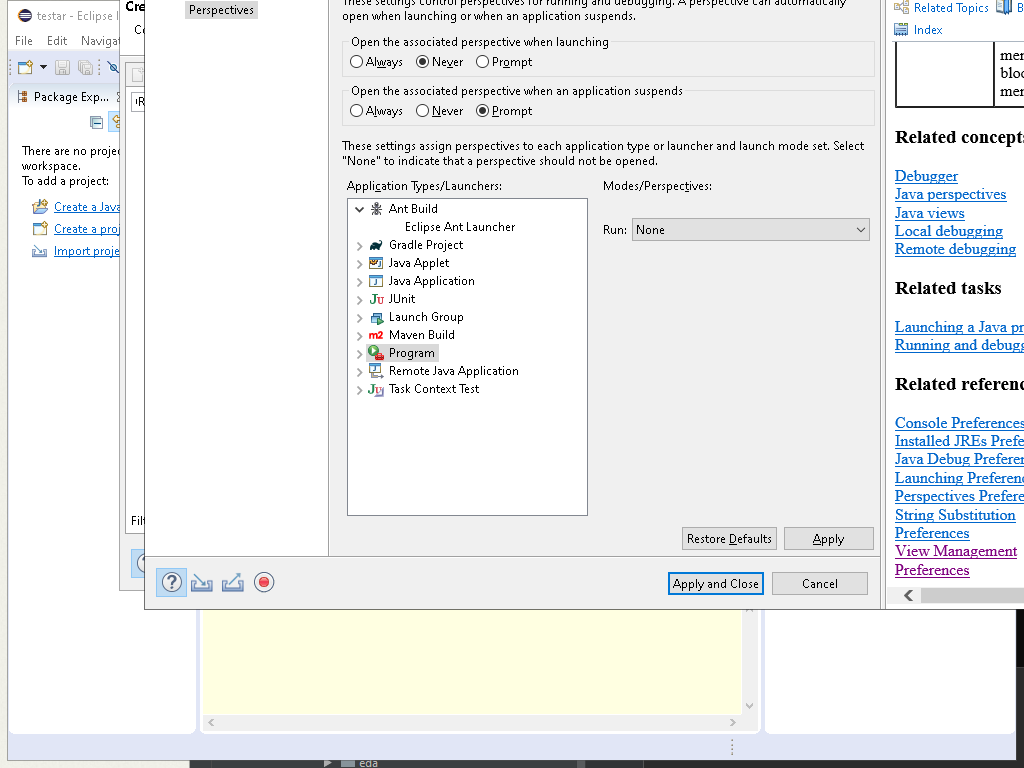 testar - Eclipse I
File Edit Navigat
Package Exp...
There are no proje
workspace.
To add a project:
Create a Java
Create a proj
Import proje
Cre
Filt
Perspectives
These settings control perspectives for running and debugging. A perspective can automatically
open when launching or when an application suspends.
Open the associated perspective when launching
Always Never Prompt
Open the associated perspective when an application suspends
Always Never Prompt
These settings assign perspectives to each application type or launcher and launch mode set. Select
"None" to indicate that a perspective should not be opened.
Application Types/Launchers:
Modes/Perspectives:
Ant Build
Eclipse Ant Launcher
Gradle Project
Java Applet
Java Application
JUnit
Launch Group
Maven Build
Program
Remote Java Application
Task Context Test
Run: None
Restore Defaults Apply
Apply and Close Cancel
Related Topics B
Index
mer
bloc
mer
Related concepts
Debugger
Java perspectives
Java views
Local debugging
Remote debugging
Related tasks
Launching a Java pr
Running and debugg
Related referenc
Console Preferences
Installed JREs Prefe
Java Debug Preferen
Launching Preferenc
Perspectives Prefere
String Substitution
Preferences
View Management
Preferences
eda